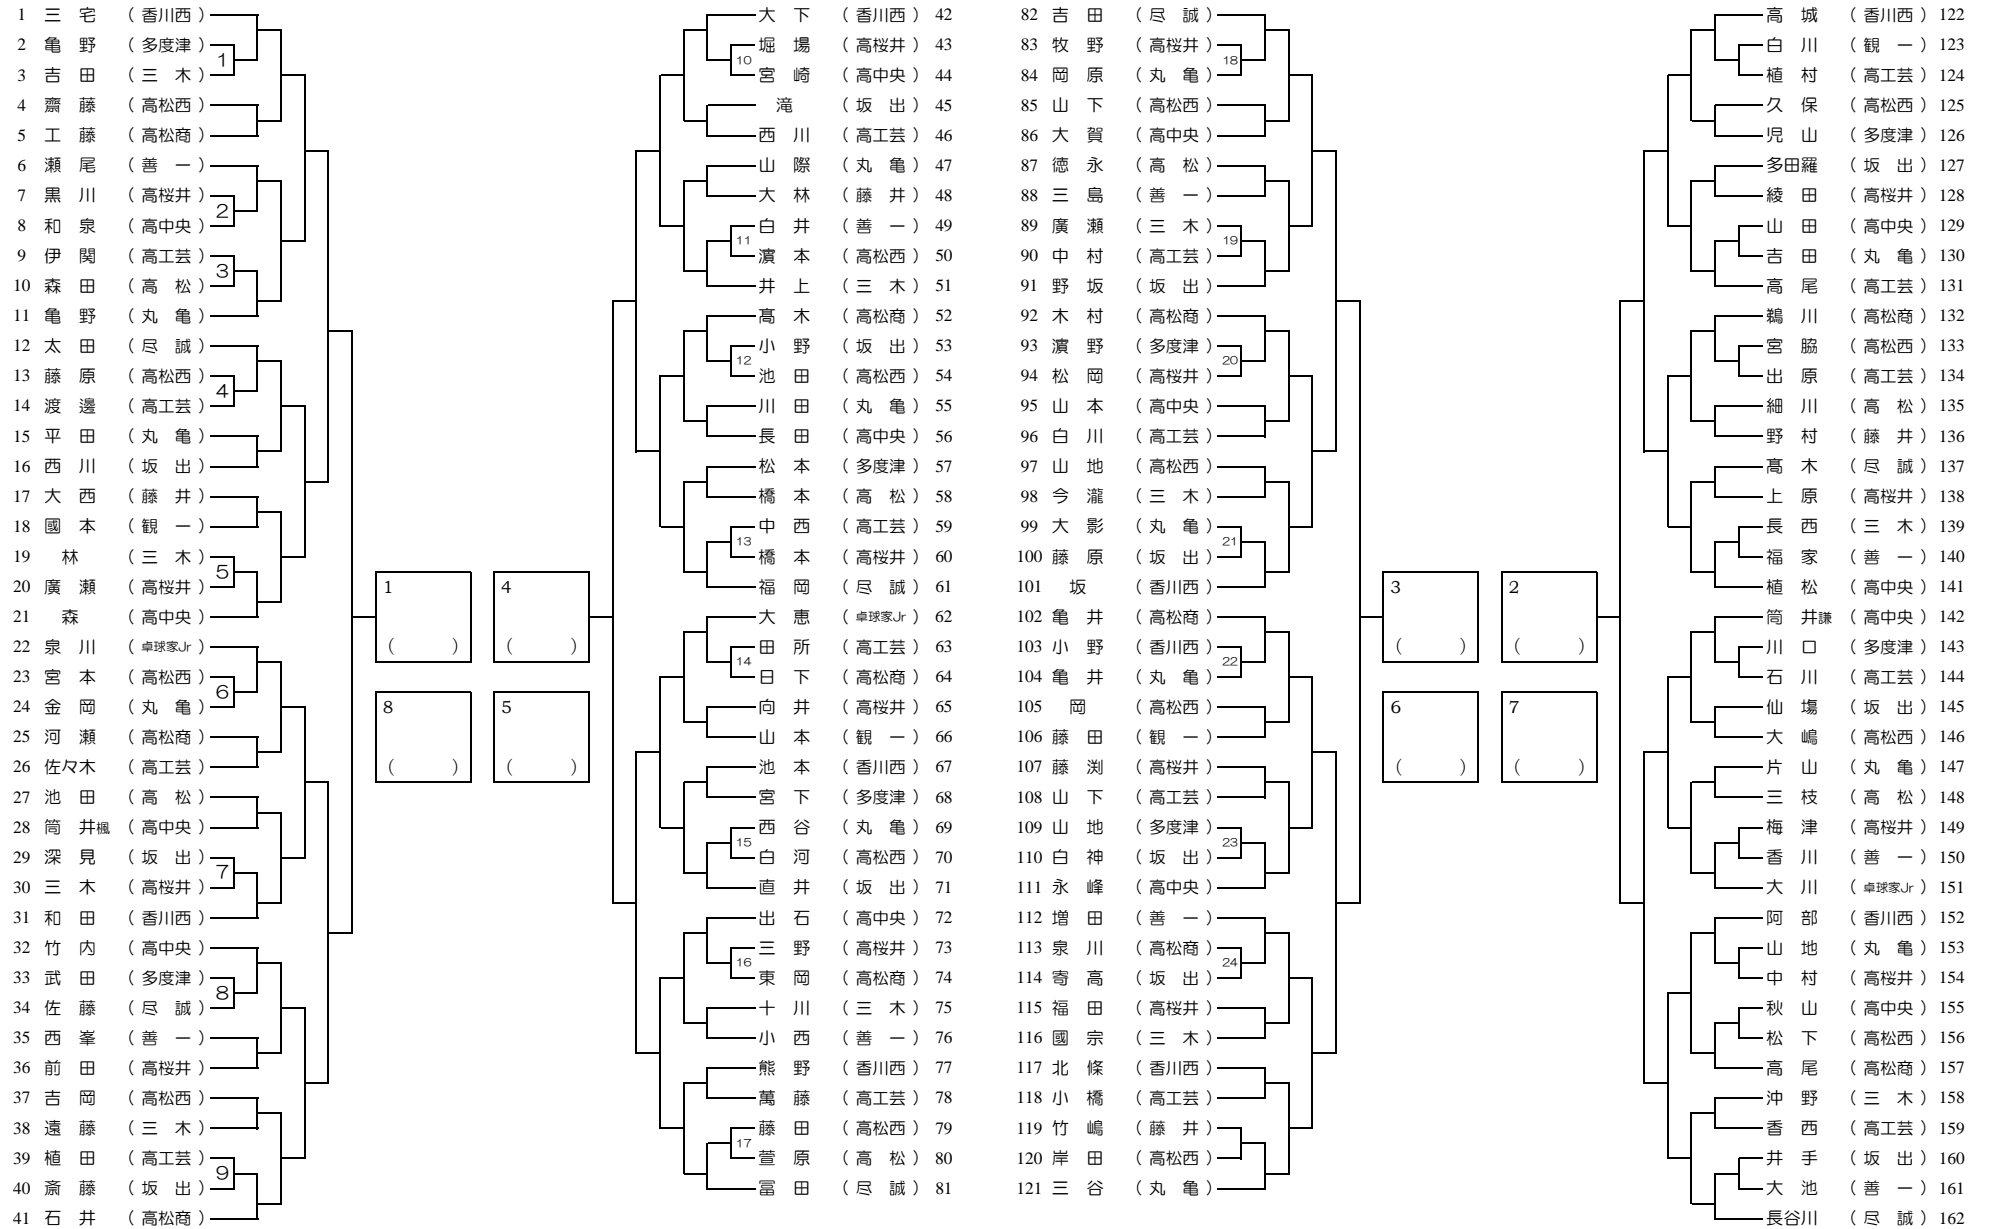 1 三 宅 （ 香川西 ）
2 亀 野 （ 多度津 ）
1
3 吉 田 （ 三 木 ）
4 齋 藤 （ 高松西 ）
5 工 藤 （ 高松商 ）
6 瀬 尾 （ 善 一 ）
7 黒 川 （ 高桜井 ）
2
8 和 泉 （ 高中央 ）
9 伊 関 （ 高工芸 ）
3
10 森 田 （ 高 松 ）
11 亀 野 （ 丸 亀 ）
12 太 田 （ 尽 誠 ）
13 藤 原 （ 高松西 ）
4
14 渡 邊 （ 高工芸 ）
15 平 田 （ 丸 亀 ）
16 西 川 （ 坂 出 ）
17 大 西 （ 藤 井 ）
18 國 本 （ 観 一 ）
19 林 （ 三 木 ）
5
20 廣 瀬 （ 高桜井 ）
21 森 （ 高中央 ）
22 泉 川 （ 卓球家Jr ）
23 宮 本 （ 高松西 ）
6
24 金 岡 （ 丸 亀 ）
25 河 瀬 （ 高松商 ）
26 佐々木 （ 高工芸 ）
27 池 田 （ 高 松 ）
28 筒 井楓 （ 高中央 ）
29 深 見 （ 坂 出 ）
7
30 三 木 （ 高桜井 ）
31 和 田 （ 香川西 ）
32 竹 内 （ 高中央 ）
33 武 田 （ 多度津 ）
8
34 佐 藤 （ 尽 誠 ）
35 西 峯 （ 善 一 ）
36 前 田 （ 高桜井 ）
37 吉 岡 （ 高松西 ）
38 遠 藤 （ 三 木 ）
39 植 田 （ 高工芸 ）
9
40 斎 藤 （ 坂 出 ）
41 石 井 （ 高松商 ）
1
（ ）
4
（ ）
8
（ ）
5
（ ）
大 下 （ 香川西 ） 42
堀 場 （ 高桜井 ） 43
10
宮 崎 （ 高中央 ） 44
滝 （ 坂 出 ） 45
西 川 （ 高工芸 ） 46
山 際 （ 丸 亀 ） 47
大 林 （ 藤 井 ） 48
白 井 （ 善 一 ） 49
11
濵 本 （ 高松西 ） 50
井 上 （ 三 木 ） 51
髙 木 （ 高松商 ） 52
小 野 （ 坂 出 ） 53
12
池 田 （ 高松西 ） 54
川 田 （ 丸 亀 ） 55
長 田 （ 高中央 ） 56
松 本 （ 多度津 ） 57
橋 本 （ 高 松 ） 58
中 西 （ 高工芸 ） 59
13
橋 本 （ 高桜井 ） 60
福 岡 （ 尽 誠 ） 61
大 恵 （ 卓球家Jr ） 62
田 所 （ 高工芸 ） 63
14
日 下 （ 高松商 ） 64
向 井 （ 高桜井 ） 65
山 本 （ 観 一 ） 66
池 本 （ 香川西 ） 67
宮 下 （ 多度津 ） 68
西 谷 （ 丸 亀 ） 69
15
白 河 （ 高松西 ） 70
直 井 （ 坂 出 ） 71
出 石 （ 高中央 ） 72
三 野 （ 高桜井 ） 73
16
東 岡 （ 高松商 ） 74
十 川 （ 三 木 ） 75
小 西 （ 善 一 ） 76
熊 野 （ 香川西 ） 77
萬 藤 （ 高工芸 ） 78
藤 田 （ 高松西 ） 79
17
萱 原 （ 高 松 ） 80
冨 田 （ 尽 誠 ） 81
82 吉 田 （ 尽 誠 ）
83 牧 野 （ 高桜井 ）
18
84 岡 原 （ 丸 亀 ）
85 山 下 （ 高松西 ）
86 大 賀 （ 高中央 ）
87 徳 永 （ 高 松 ）
88 三 島 （ 善 一 ）
89 廣 瀬 （ 三 木 ）
19
90 中 村 （ 高工芸 ）
91 野 坂 （ 坂 出 ）
92 木 村 （ 高松商 ）
93 濵 野 （ 多度津 ）
20
94 松 岡 （ 高桜井 ）
95 山 本 （ 高中央 ）
96 白 川 （ 高工芸 ）
97 山 地 （ 高松西 ）
98 今 瀧 （ 三 木 ）
99 大 影 （ 丸 亀 ）
21
100 藤 原 （ 坂 出 ）
101 坂 （ 香川西 ）
102 亀 井 （ 高松商 ）
103 小 野 （ 香川西 ）
22
104 亀 井 （ 丸 亀 ）
105 岡 （ 高松西 ）
106 藤 田 （ 観 一 ）
107 藤 渕 （ 高桜井 ）
108 山 下 （ 高工芸 ）
109 山 地 （ 多度津 ）
23
110 白 神 （ 坂 出 ）
111 永 峰 （ 高中央 ）
112 増 田 （ 善 一 ）
113 泉 川 （ 高松商 ）
24
114 寄 高 （ 坂 出 ）
115 福 田 （ 高桜井 ）
116 國 宗 （ 三 木 ）
117 北 條 （ 香川西 ）
118 小 橋 （ 高工芸 ）
119 竹 嶋 （ 藤 井 ）
120 岸 田 （ 高松西 ）
121 三 谷 （ 丸 亀 ）
3
（ ）
2
（ ）
6
（ ）
7
（ ）
高 城 （ 香川西 ） 122
白 川 （ 観 一 ） 123
植 村 （ 高工芸 ） 124
久 保 （ 高松西 ） 125
児 山 （ 多度津 ） 126
多田羅 （ 坂 出 ） 127
綾 田 （ 高桜井 ） 128
山 田 （ 高中央 ） 129
吉 田 （ 丸 亀 ） 130
高 尾 （ 高工芸 ） 131
鵜 川 （ 高松商 ） 132
宮 脇 （ 高松西 ） 133
出 原 （ 高工芸 ） 134
細 川 （ 高 松 ） 135
野 村 （ 藤 井 ） 136
髙 木 （ 尽 誠 ） 137
上 原 （ 高桜井 ） 138
長 西 （ 三 木 ） 139
福 家 （ 善 一 ） 140
植 松 （ 高中央 ） 141
筒 井謙 （ 高中央 ） 142
川 口 （ 多度津 ） 143
石 川 （ 高工芸 ） 144
仙 塲 （ 坂 出 ） 145
大 嶋 （ 高松西 ） 146
片 山 （ 丸 亀 ） 147
三 枝 （ 高 松 ） 148
梅 津 （ 高桜井 ） 149
香 川 （ 善 一 ） 150
大 川 （ 卓球家Jr ） 151
阿 部 （ 香川西 ） 152
山 地 （ 丸 亀 ） 153
中 村 （ 高桜井 ） 154
秋 山 （ 高中央 ） 155
松 下 （ 高松西 ） 156
高 尾 （ 高松商 ） 157
沖 野 （ 三 木 ） 158
香 西 （ 高工芸 ） 159
井 手 （ 坂 出 ） 160
大 池 （ 善 一 ） 161
長谷川 （ 尽 誠 ） 162